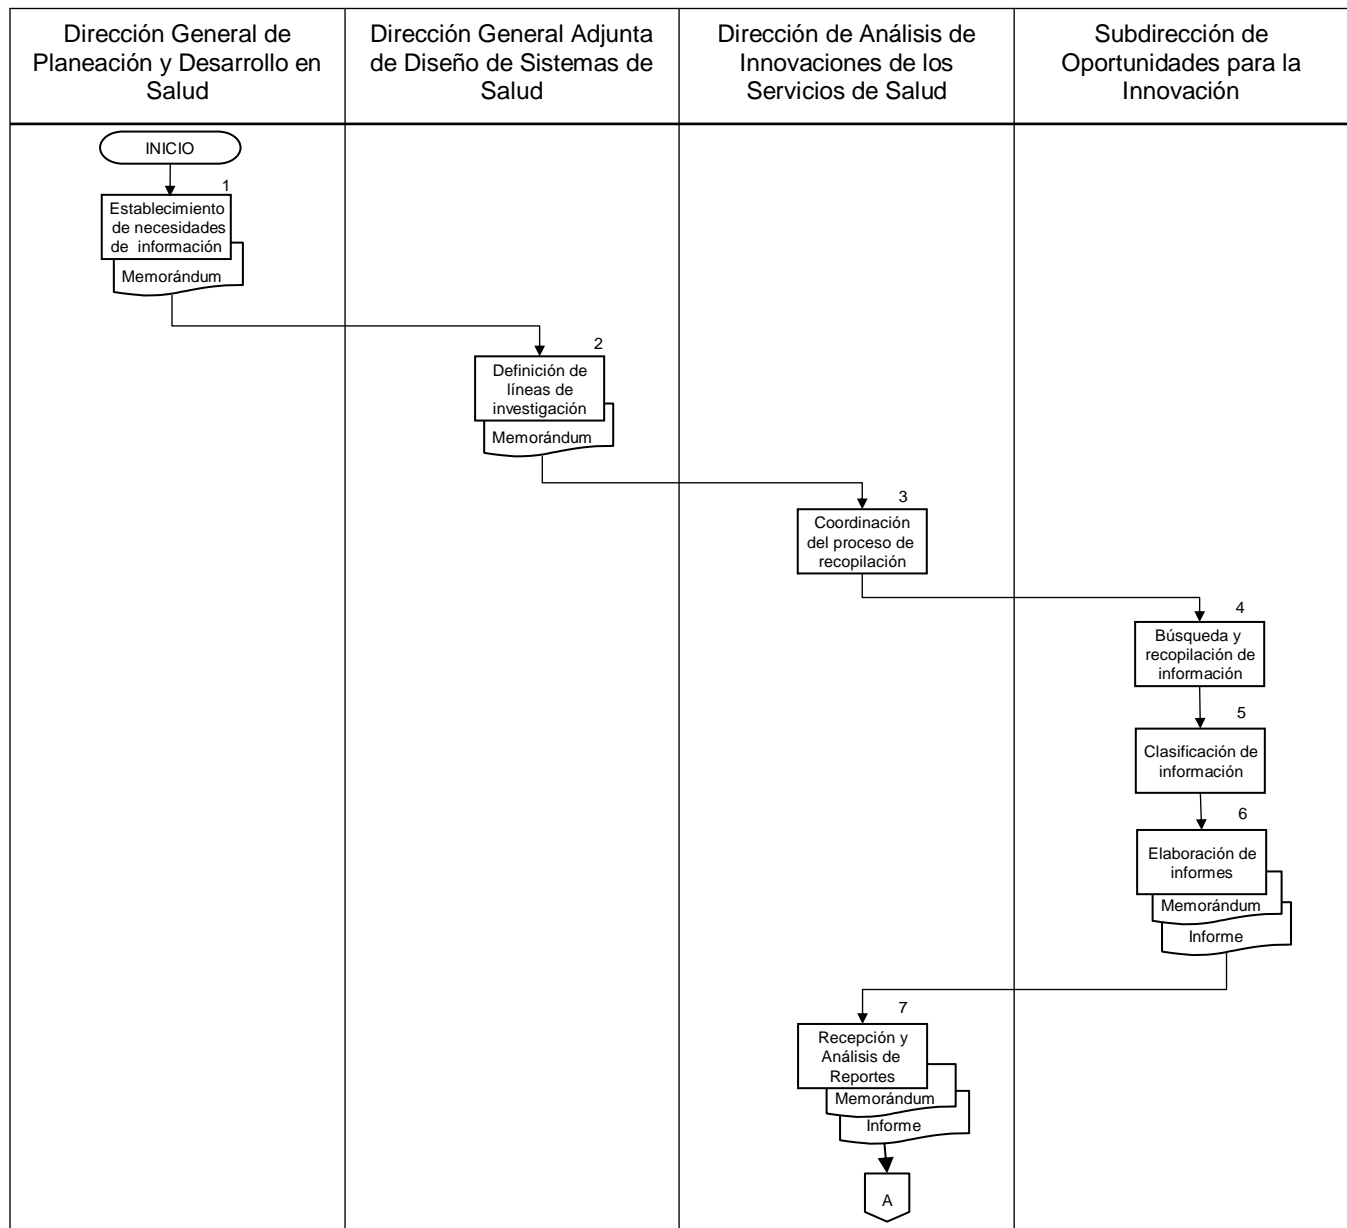 Dirección General de
Planeación y Desarrollo en
Salud
Dirección General Adjunta
de Diseño de Sistemas de
Salud
Dirección de Análisis de
Innovaciones de los
Servicios de Salud
Subdirección de
Oportunidades para la
Innovación
INICIO
1
Establecimiento
de necesidades
de información
Memorándum
2
Definición de
líneas de
investigación
Memorándum
3
Coordinación
del proceso de
recopilación
4
Búsqueda y
recopilación de
información
5
Clasificación de
información
6
Elaboración de
informes
Memorándum
Informe
7
Recepción y
Análisis de
Reportes
Memorándum
Informe
A